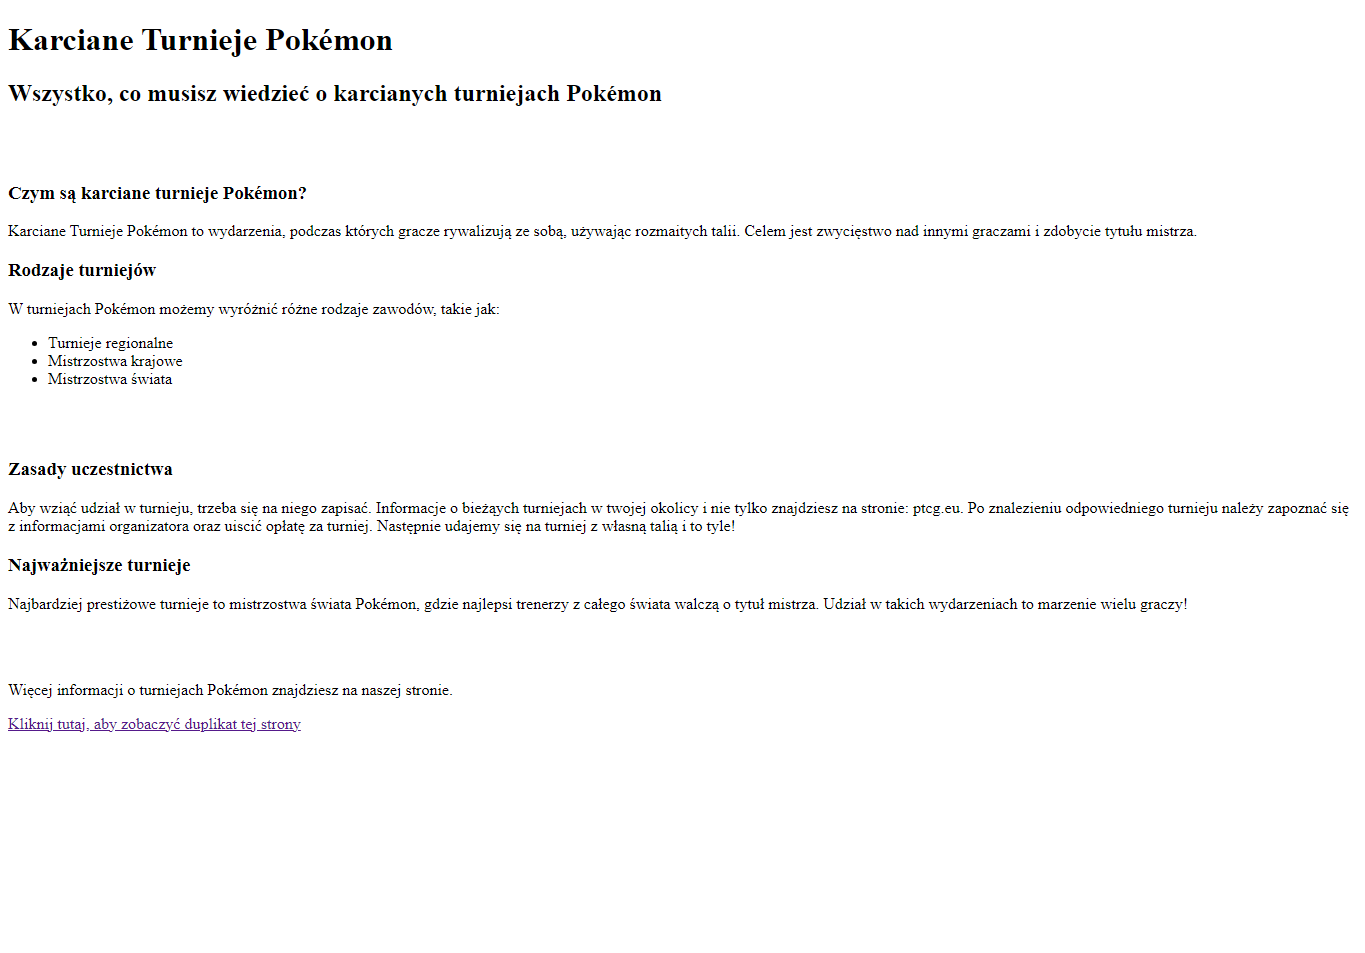 Karciane Turnieje Pokémon
Wszystko, co musisz wiedzieć o karcianych turniejach Pokémon
Czym są karciane turnieje Pokémon?
Karciane Turnieje Pokémon to wydarzenia, podczas których gracze rywalizują ze sobą, używając rozmaitych talii. Celem jest zwycięstwo nad innymi graczami i zdobycie tytułu mistrza.
Rodzaje turniejów
W turniejach Pokémon możemy wyróżnić różne rodzaje zawodów, takie jak:
• Turnieje regionalne
• Mistrzostwa krajowe
• Mistrzostwa świata
Zasady uczestnictwa
Aby wziąć udział w turnieju, trzeba się na niego zapisać. Informacje o bieżąych turniejach w twojej okolicy i nie tylko znajdziesz na stronie: ptcg.eu. Po znalezieniu odpowiedniego turnieju należy zapoznać się
z informacjami organizatora oraz uiscić opłatę za turniej. Następnie udajemy się na turniej z własną talią i to tyle!
Najważniejsze turnieje
Najbardziej prestiżowe turnieje to mistrzostwa świata Pokémon, gdzie najlepsi trenerzy z całego świata walczą o tytuł mistrza. Udział w takich wydarzeniach to marzenie wielu graczy!
Więcej informacji o turniejach Pokémon znajdziesz na naszej stronie.
Kliknij tutaj, aby zobaczyć duplikat tej strony